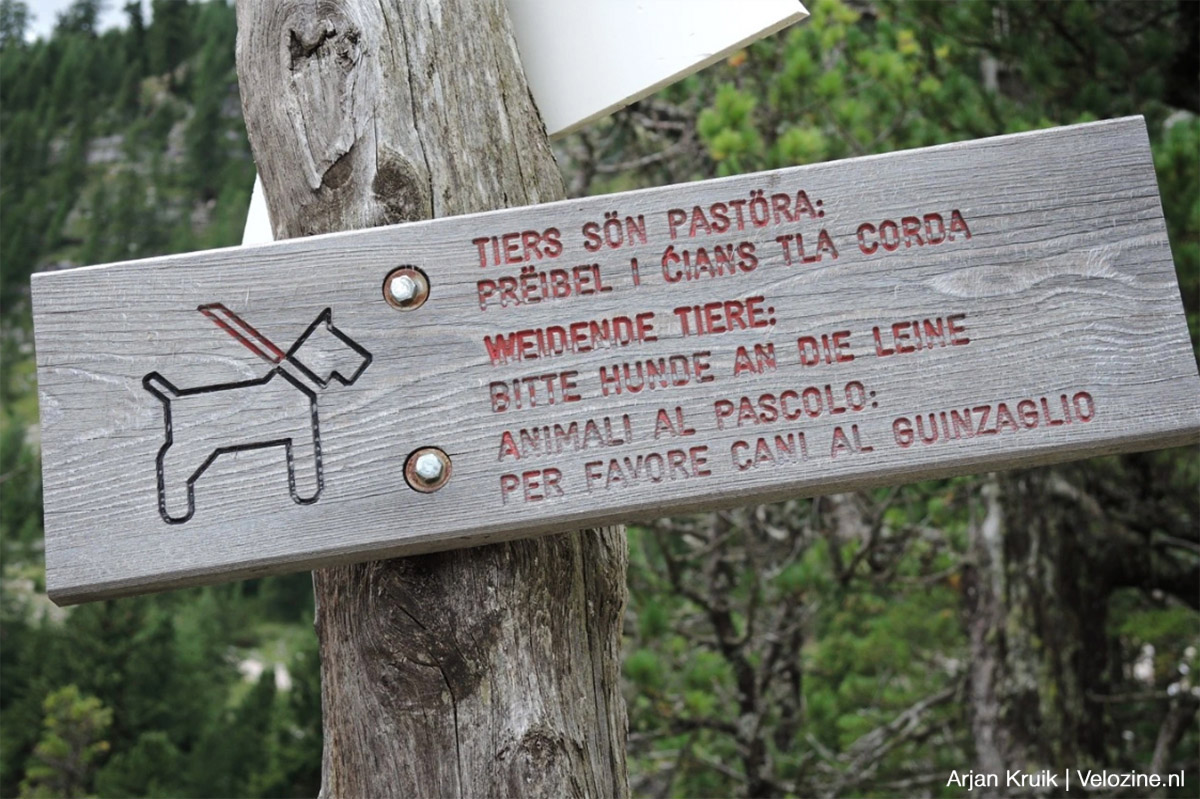 TIERS SÖN PASTÖRA:
PRËIBEL I ĆIANS TLA CORDA
WEIDENDE TIERE:
BITTE HUNDE AN DIE LEINE
ANIMALI AL PASCOLO:
PER FAVORE CANI AL GUINZAGLIO
Arjan Kruik | Velozine.nl